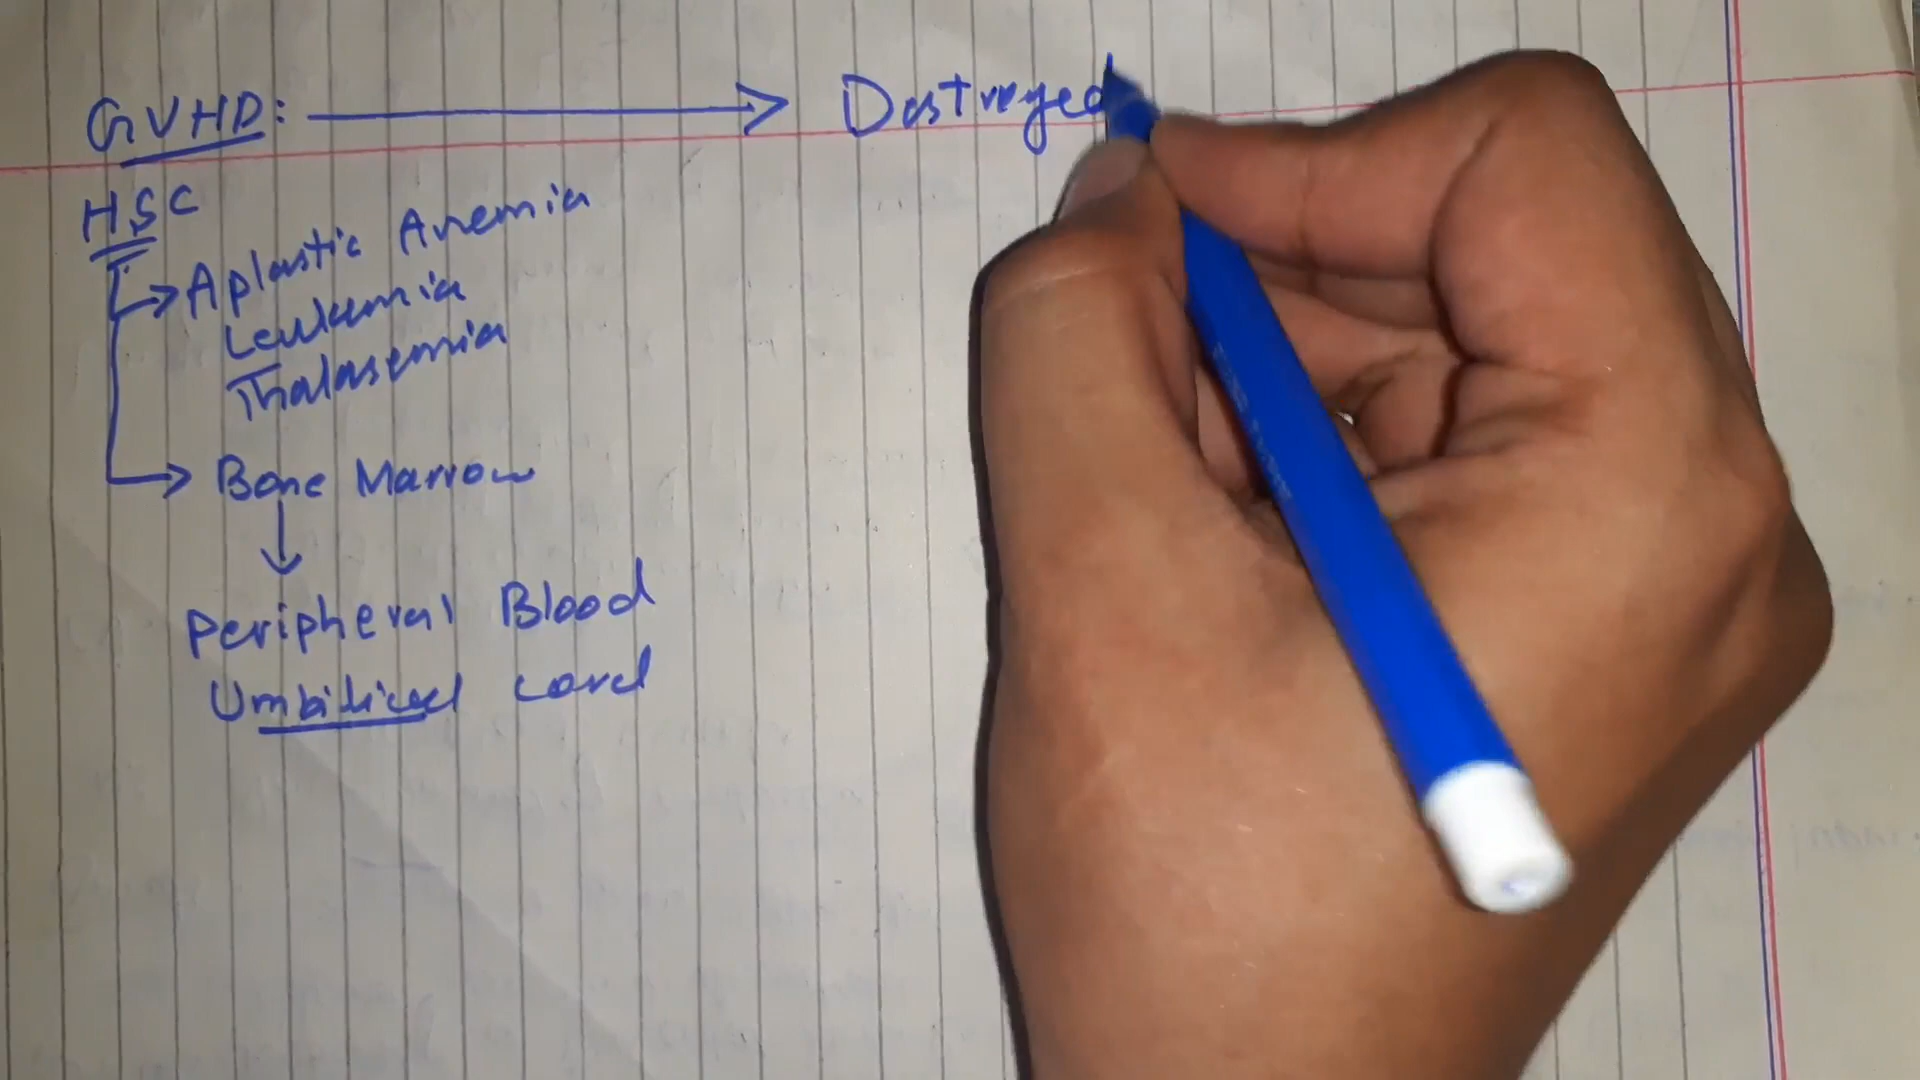 GVHD: → Destroyed
HSC
→ Aplastic Anemia
Leukemia
Thalasemia
→ Bone Marrow
↓
Peripheral Blood
Umbilical cord